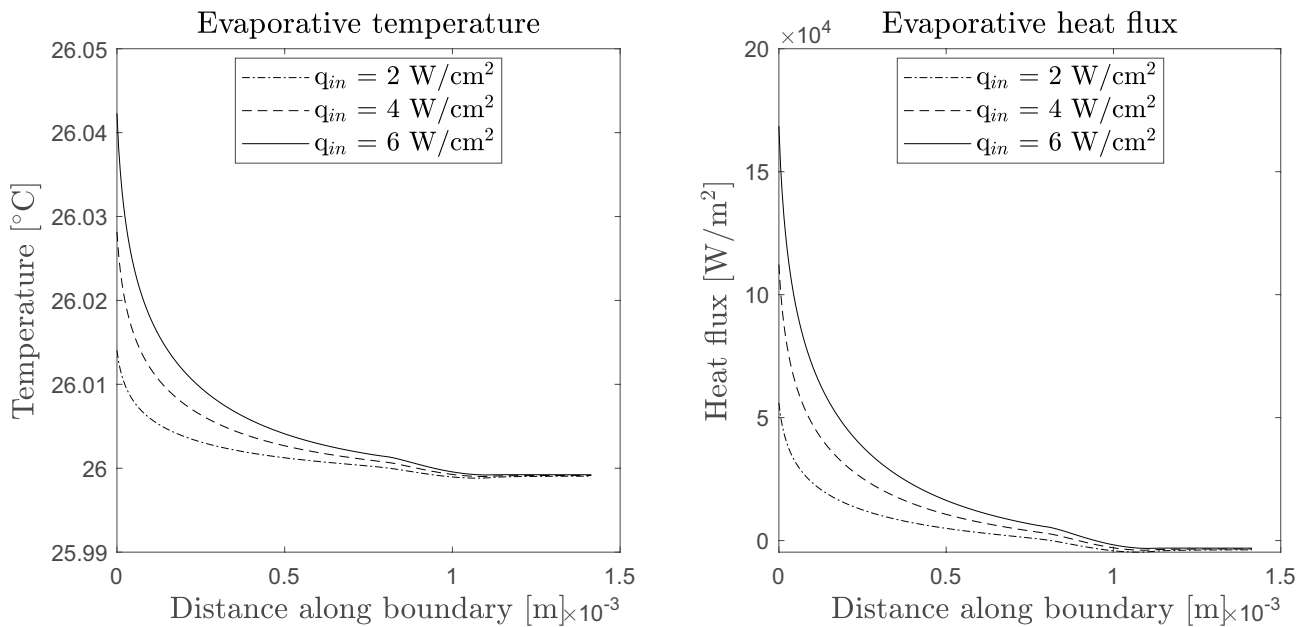 Evaporative temperature
26.05
26.04
26.03
26.02
26.01
26
25.99
Temperature [°C]
q_in = 2 W/cm²
q_in = 4 W/cm²
q_in = 6 W/cm²
0 0.5 1 1.5
Distance along boundary [m]
×10⁻³
Evaporative heat flux
×10⁴
20
15
10
5
0
Heat flux [W/m²]
q_in = 2 W/cm²
q_in = 4 W/cm²
q_in = 6 W/cm²
0 0.5 1 1.5
Distance along boundary [m]
×10⁻³